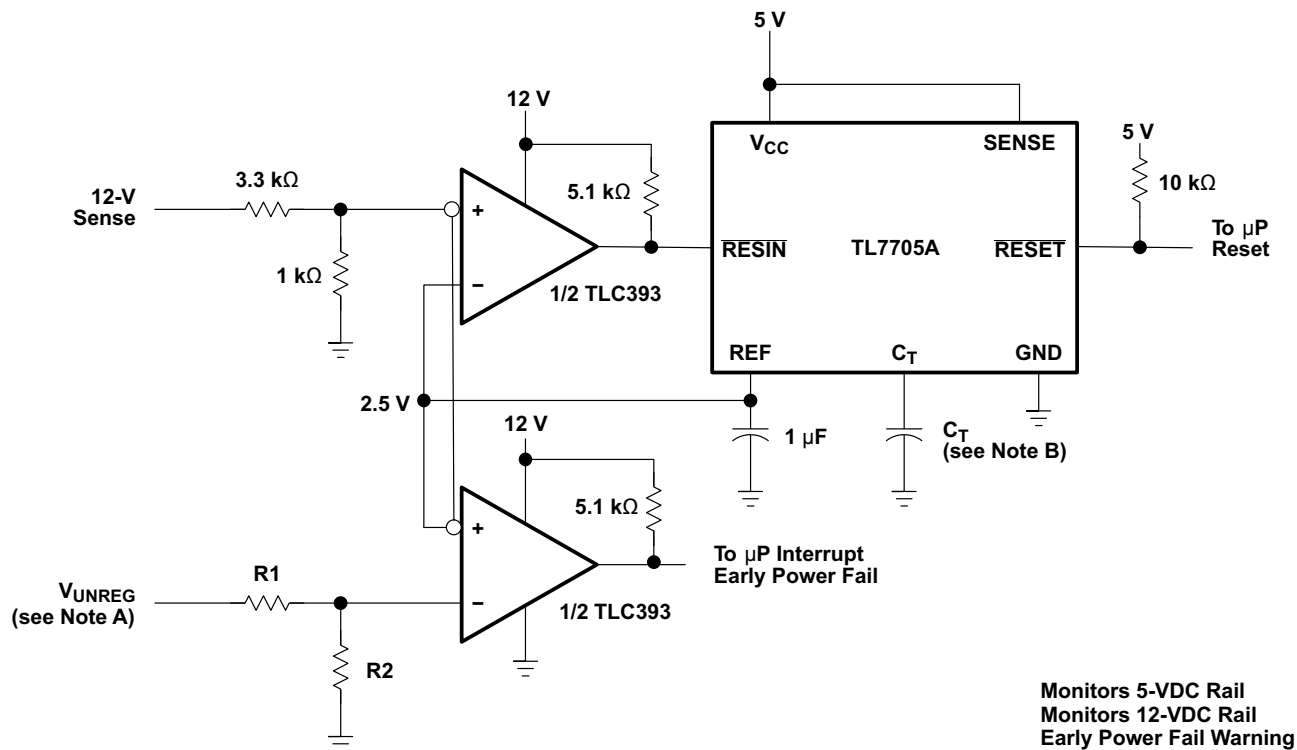 5 V
12 V
VCC
SENSE
5 V
3.3 kΩ
5.1 kΩ
10 kΩ
12-V
Sense
+
RESIN
TL7705A
RESET
To μP
Reset
1 kΩ
–
1/2 TLC393
REF
CT
GND
2.5 V
12 V
1 μF
CT
(see Note B)
5.1 kΩ
+
To μP Interrupt
Early Power Fail
VUNREG
(see Note A)
R1
–
1/2 TLC393
R2
Monitors 5-VDC Rail
Monitors 12-VDC Rail
Early Power Fail Warning